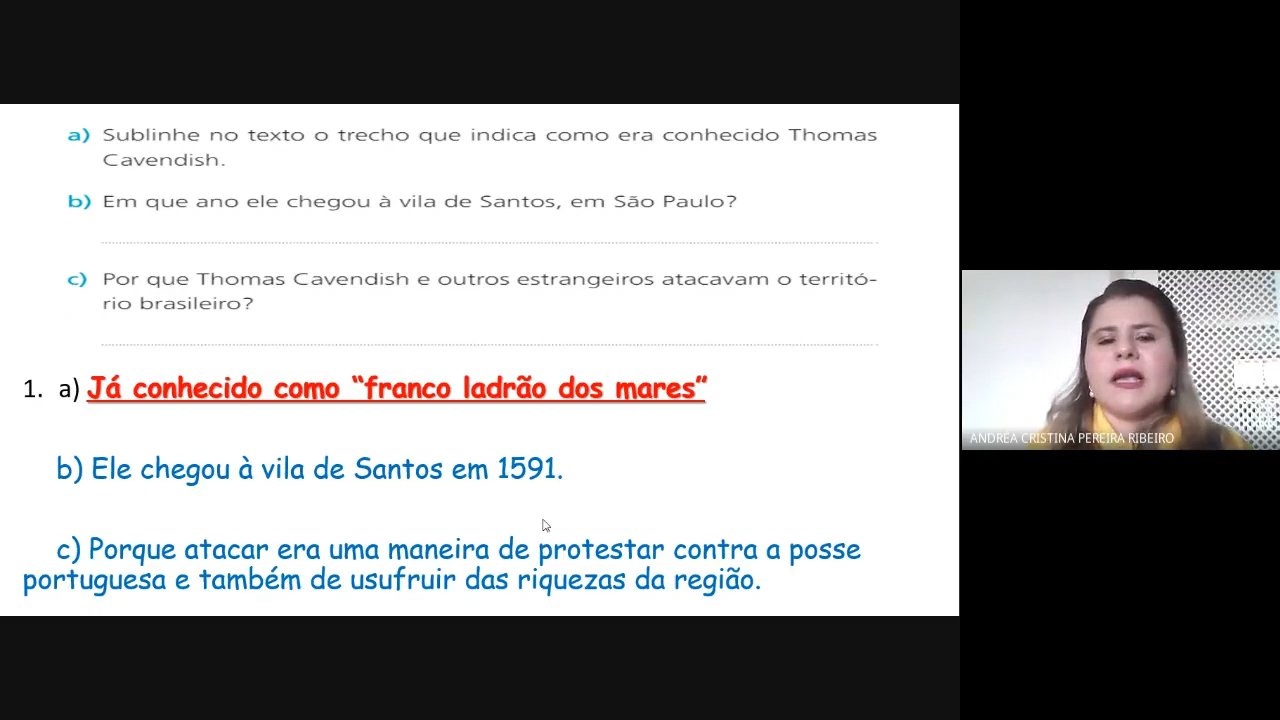 a) Sublinhe no texto o trecho que indica como era conhecido Thomas
Cavendish.
b) Em que ano ele chegou à vila de Santos, em São Paulo?
c) Por que Thomas Cavendish e outros estrangeiros atacavam o territó-
rio brasileiro?
1. a) Já conhecido como “franco ladrão dos mares”
b) Ele chegou à vila de Santos em 1591.
c) Porque atacar era uma maneira de protestar contra a posse
portuguesa e também de usufruir das riquezas da região.
ANDRÉA CRISTINA PEREIRA RIBEIRO